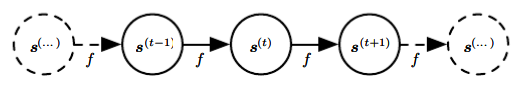 s(...) s(t−1) s(t) s(t+1) s(...)
f f f f